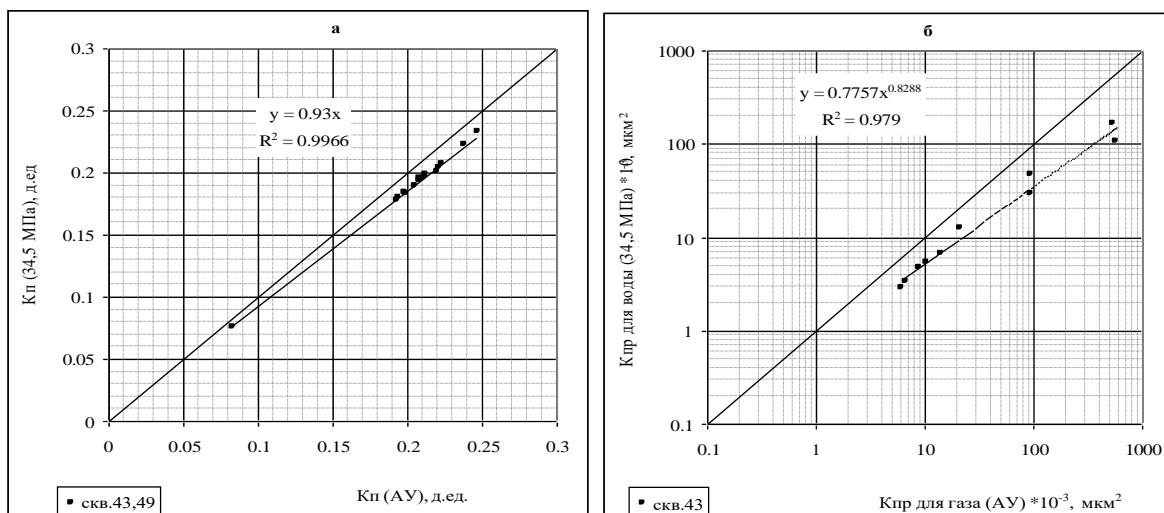 а
0.3
0.25
0.2
0.15
0.1
0.05
0
y = 0.93x
R² = 0.9966
Кп (34,5 МПа), д.ед
0 0.05 0.1 0.15 0.2 0.25 0.3
Кп (АУ), д.ед.
скв.43,49
б
1000
100
10
1
0.1
y = 0.7757x^0.8288
R² = 0.979
Кпр для воды (34,5 МПа) * , мкм²
0.1 1 10 100 1000
Кпр для газа (АУ) *10⁻³, мкм²
скв.43